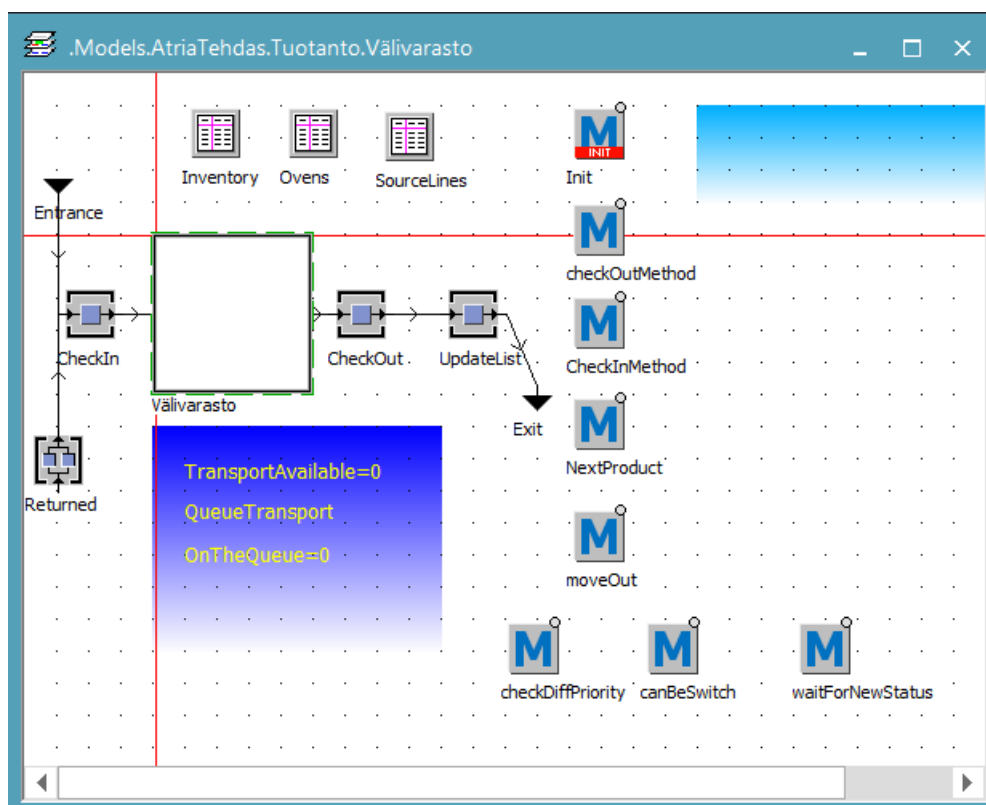 .Models.AtriaTehdas.Tuotanto.Välivarasto
Inventory
Ovens
SourceLines
M
INIT
Init
Entrance
M
checkOutMethod
CheckIn
CheckOut
UpdateList
M
CheckInMethod
Välivarasto
Exit
M
NextProduct
TransportAvailable=0
Returned
QueueTransport
OnTheQueue=0
M
moveOut
M
checkDiffPriority
M
canBeSwitch
M
waitForNewStatus